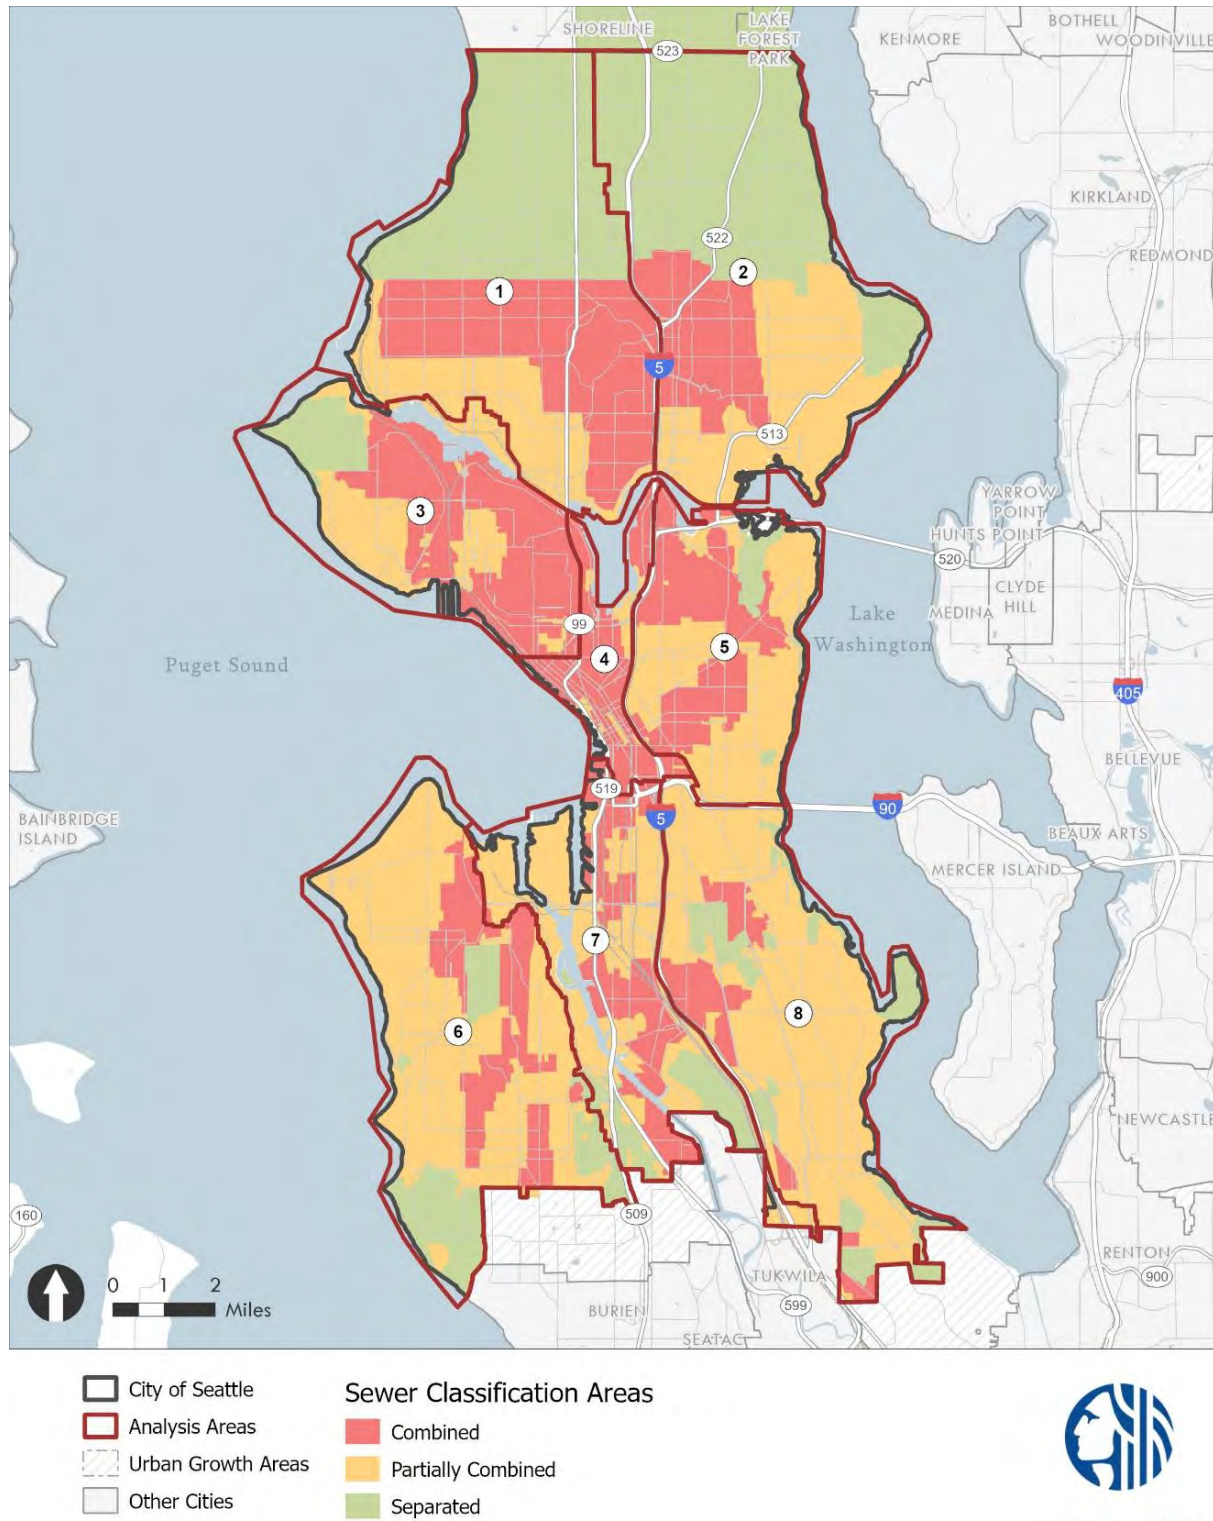 SHORELINE
LAKE
FOREST
PARK
523
KENMORE
BOTHELL
WOODINVILLE
KIRKLAND
REDMOND
522
2
1
5
513
3
YARROW
POINT
HUNTS POINT
520
CLYDE
HILL
MEDINA
Lake
Washington
99
4
5
Puget Sound
405
BELLEVUE
519
5
90
BEAUX ARTS
BAINBRIDGE
ISLAND
MERCER ISLAND
7
8
6
NEWCASTLE
160
509
RENTON
900
TUKWILA
599
BURIEN
SEATAC
0 1 2
Miles
City of Seattle
Analysis Areas
Urban Growth Areas
Other Cities
Sewer Classification Areas
Combined
Partially Combined
Separated